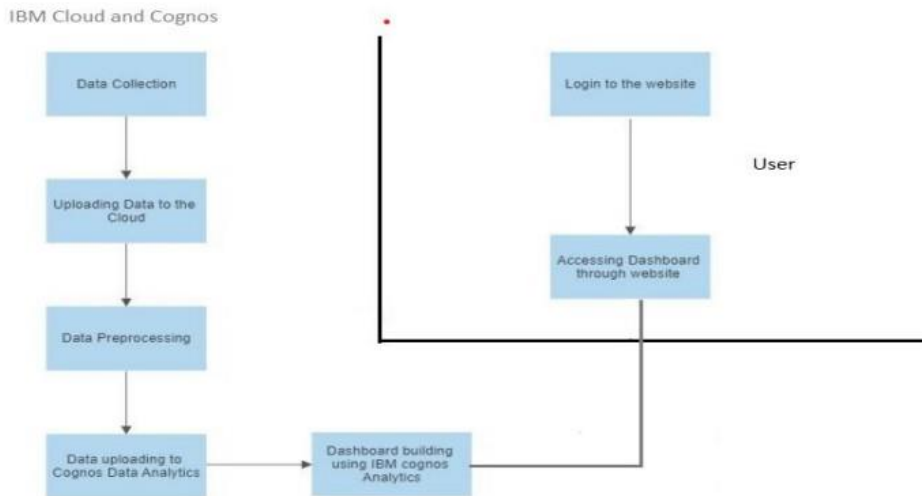 IBM Cloud and Cognos
Data Collection
Uploading Data to the
Cloud
Data Preprocessing
Data uploading to
Cognos Data Analytics
Dashboard building
using IBM cognos
Analytics
Login to the website
User
Accessing Dashboard
through website